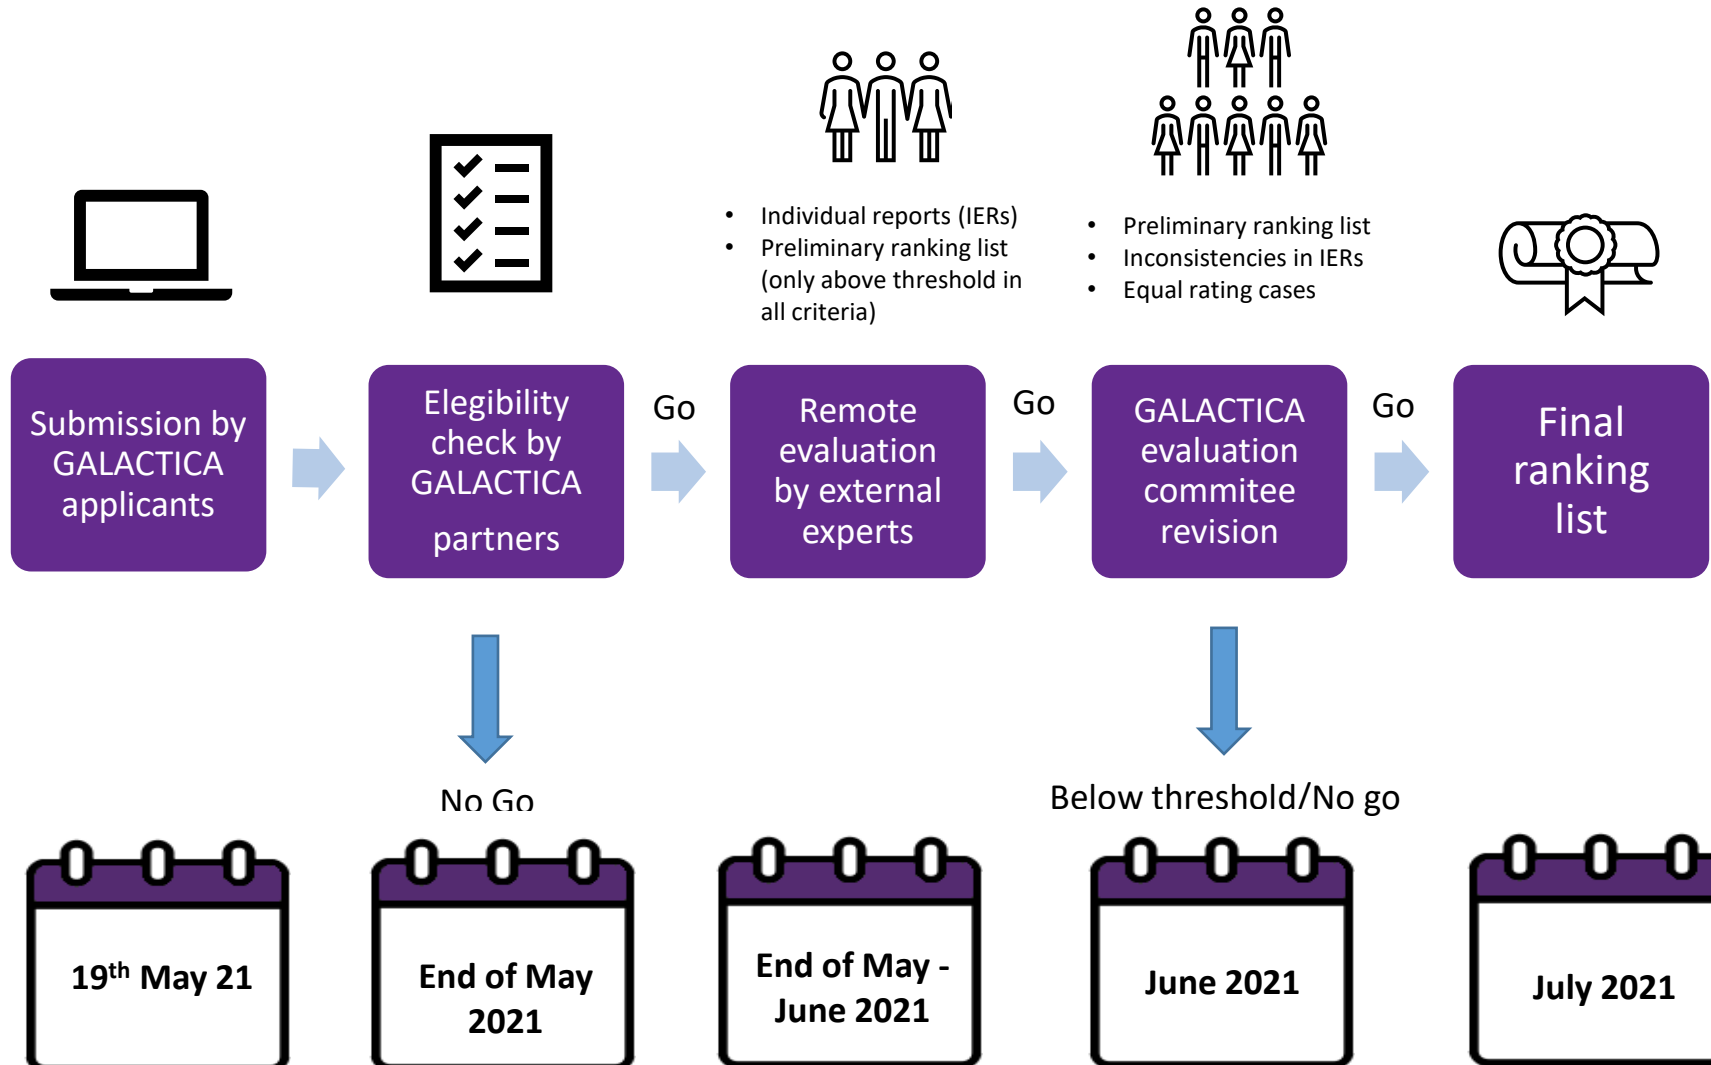 • Individual reports (IERs)
• Preliminary ranking list
(only above threshold in
all criteria)
• Preliminary ranking list
• Inconsistencies in IERs
• Equal rating cases
Submission by
GALACTICA
applicants
Elegibility
check by
GALACTICA
partners
Go
Remote
evaluation
by external
experts
Go
GALACTICA
evaluation
commitee
revision
Go
Final
ranking
list
No Go
Below threshold/No go
19th May 21
End of May
2021
End of May -
June 2021
June 2021
July 2021